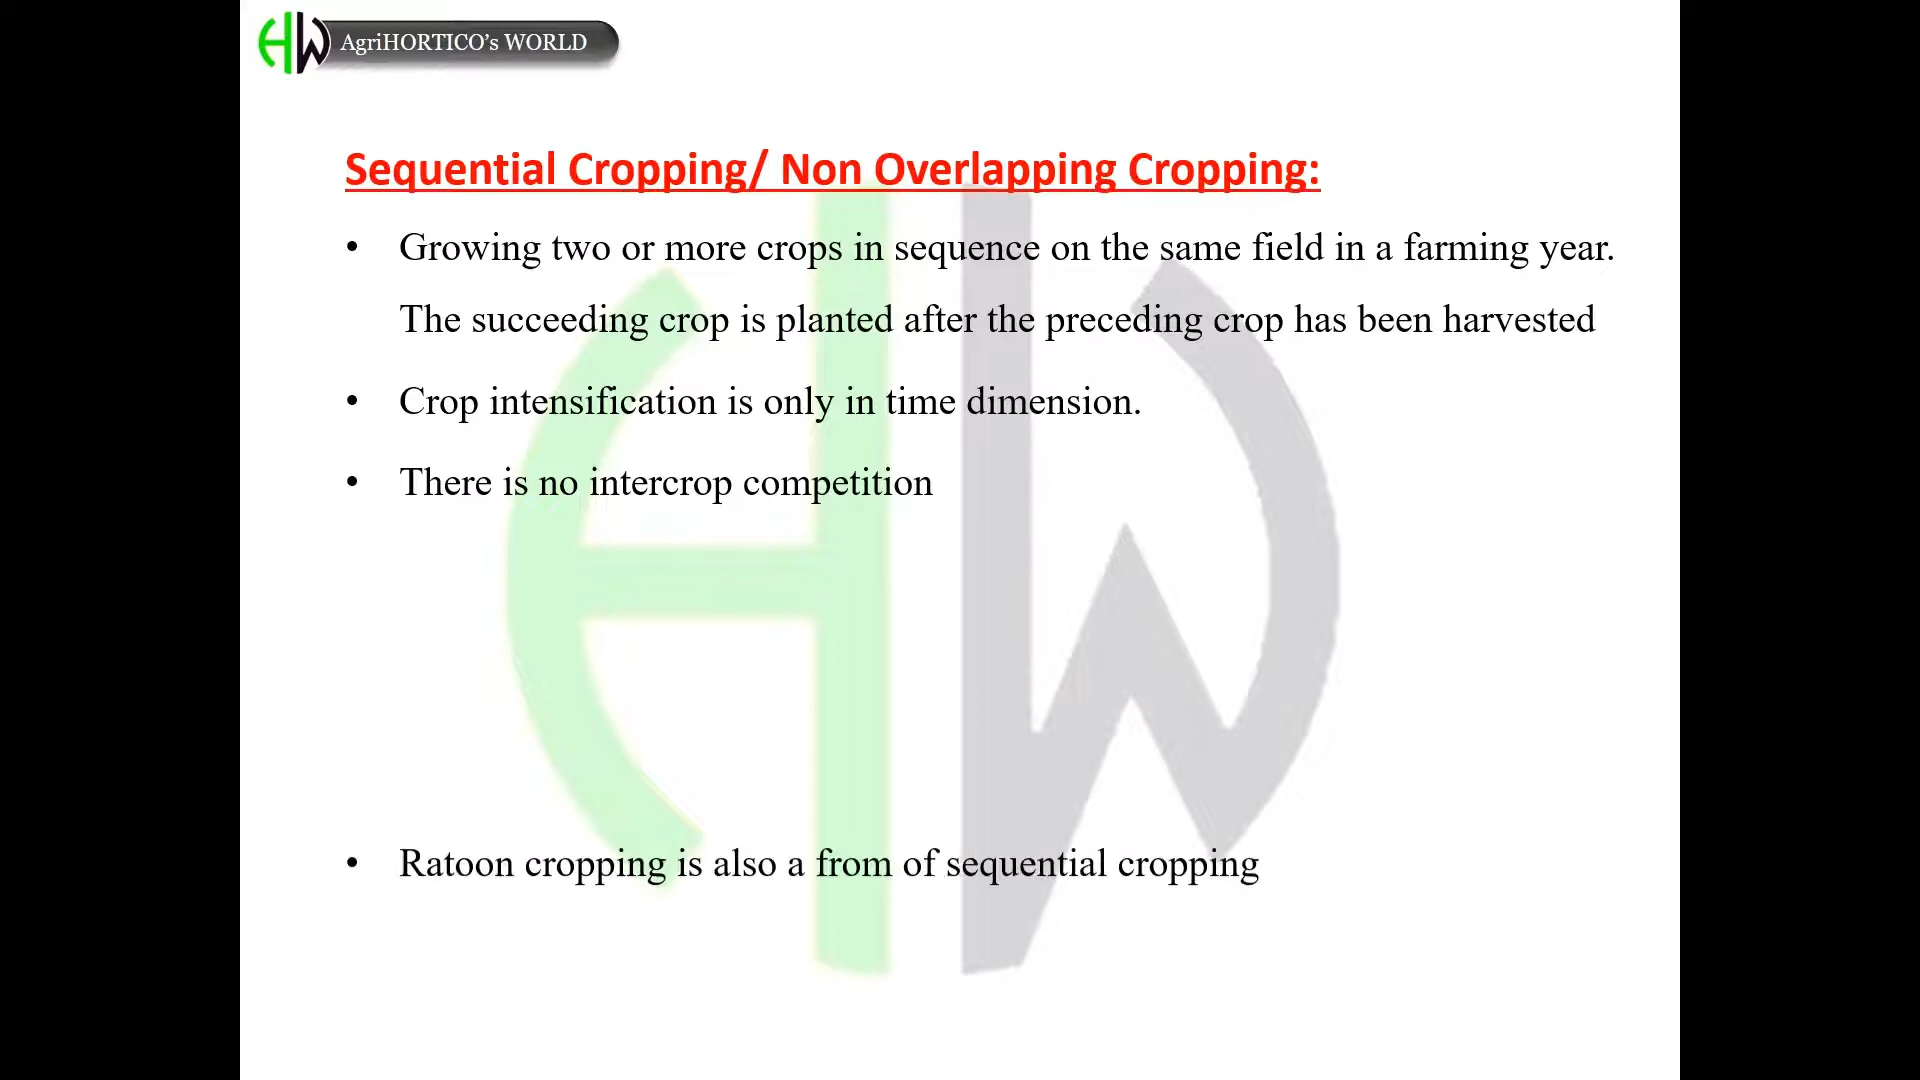 AgriHORTICO's WORLD
Sequential Cropping/ Non Overlapping Cropping:
• Growing two or more crops in sequence on the same field in a farming year.
The succeeding crop is planted after the preceding crop has been harvested
• Crop intensification is only in time dimension.
• There is no intercrop competition
• Ratoon cropping is also a from of sequential cropping